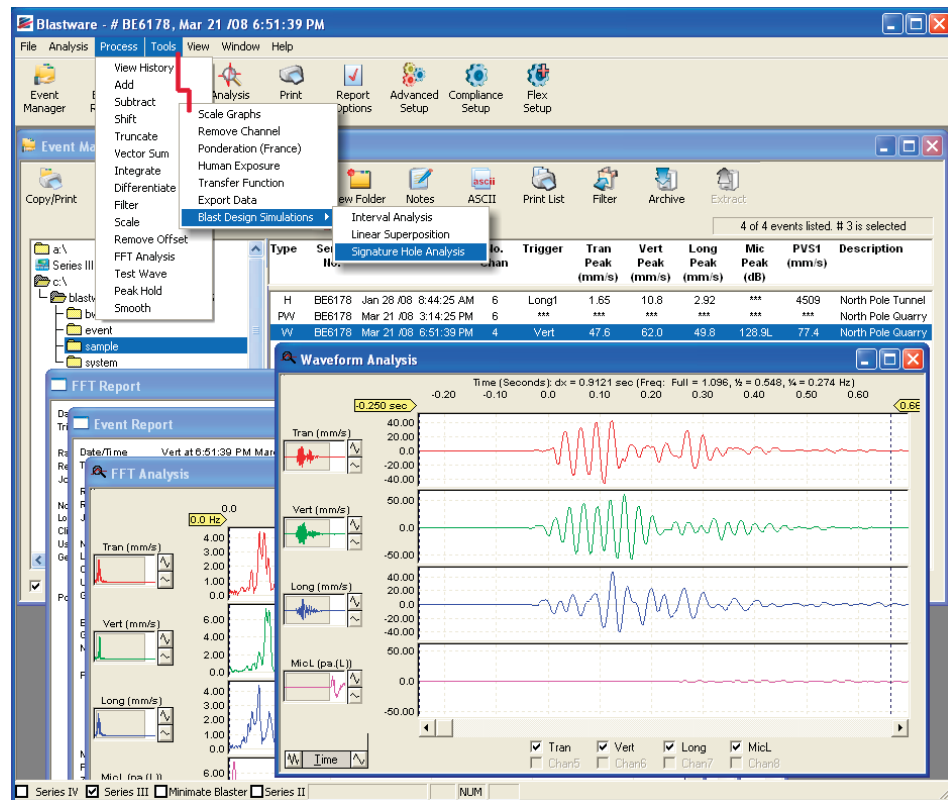 Blastware - # BE6178, Mar 21 /08 6:51:39 PM
File Analysis Process Tools View Window Help
Event Manager
Analysis
Print
Report Options
Advanced Setup
Compliance Setup
Flex Setup
View History
Add
Subtract
Shift
Truncate
Vector Sum
Integrate
Differentiate
Filter
Scale
Remove Offset
FFT Analysis
Test Wave
Peak Hold
Smooth
Scale Graphs
Remove Channel
Ponderation (France)
Human Exposure
Transfer Function
Export Data
Blast Design Simulations
Interval Analysis
Linear Superposition
Signature Hole Analysis
Event Ma
Copy/Print
ew Folder
Notes
ascii
ASCII
Print List
Filter
Archive
Extract
4 of 4 events listed. # 3 is selected
a:\
Series III
c:\
blastw
bw
event
sample
system
Type Se No. No. Chan Trigger Tran Peak (mm/s) Vert Peak (mm/s) Long Peak (mm/s) Mic Peak (dB) PVS1 (mm/s) Description
H BE6178 Jan 28 /08 8:44:25 AM 6 Long1 1.65 10.8 2.92 *** 4509 North Pole Tunnel
PW BE6178 Mar 21 /08 3:14:25 PM 6 *** *** *** *** *** *** North Pole Quarry
W BE6178 Mar 21 /08 6:51:39 PM 4 Vert 47.6 62.0 49.8 128.9L 77.4 North Pole Quarry
FFT Report
Event Report
Date/Time Vert at 6:51:39 PM Marc
FFT Analysis
0.0
0.0 Hz
Tran (mm/s)
4.00
3.00
2.00
1.00
0.0
Vert (mm/s)
6.00
4.00
2.00
0.0
Long (mm/s)
4.00
3.00
2.00
1.00
0.0
MicL (pa.(L))
6.00
Waveform Analysis
Time (Seconds): dx = 0.9121 sec (Freq: Full = 1.096, ½ = 0.548, ¼ = 0.274 Hz)
-0.20 -0.10 0.0 0.10 0.20 0.30 0.40 0.50 0.60
-0.250 sec
0.66
Tran (mm/s)
40.00
20.00
0.0
-20.00
-40.00
Vert (mm/s)
50.00
0.0
-50.00
Long (mm/s)
40.00
20.00
0.0
-20.00
-40.00
MicL (pa.(L))
50.00
0.0
-50.00
Time
Tran Vert Long MicL
Chan5 Chan6 Chan7 Chan8
Series IV Series III Minimate Blaster Series II NUM